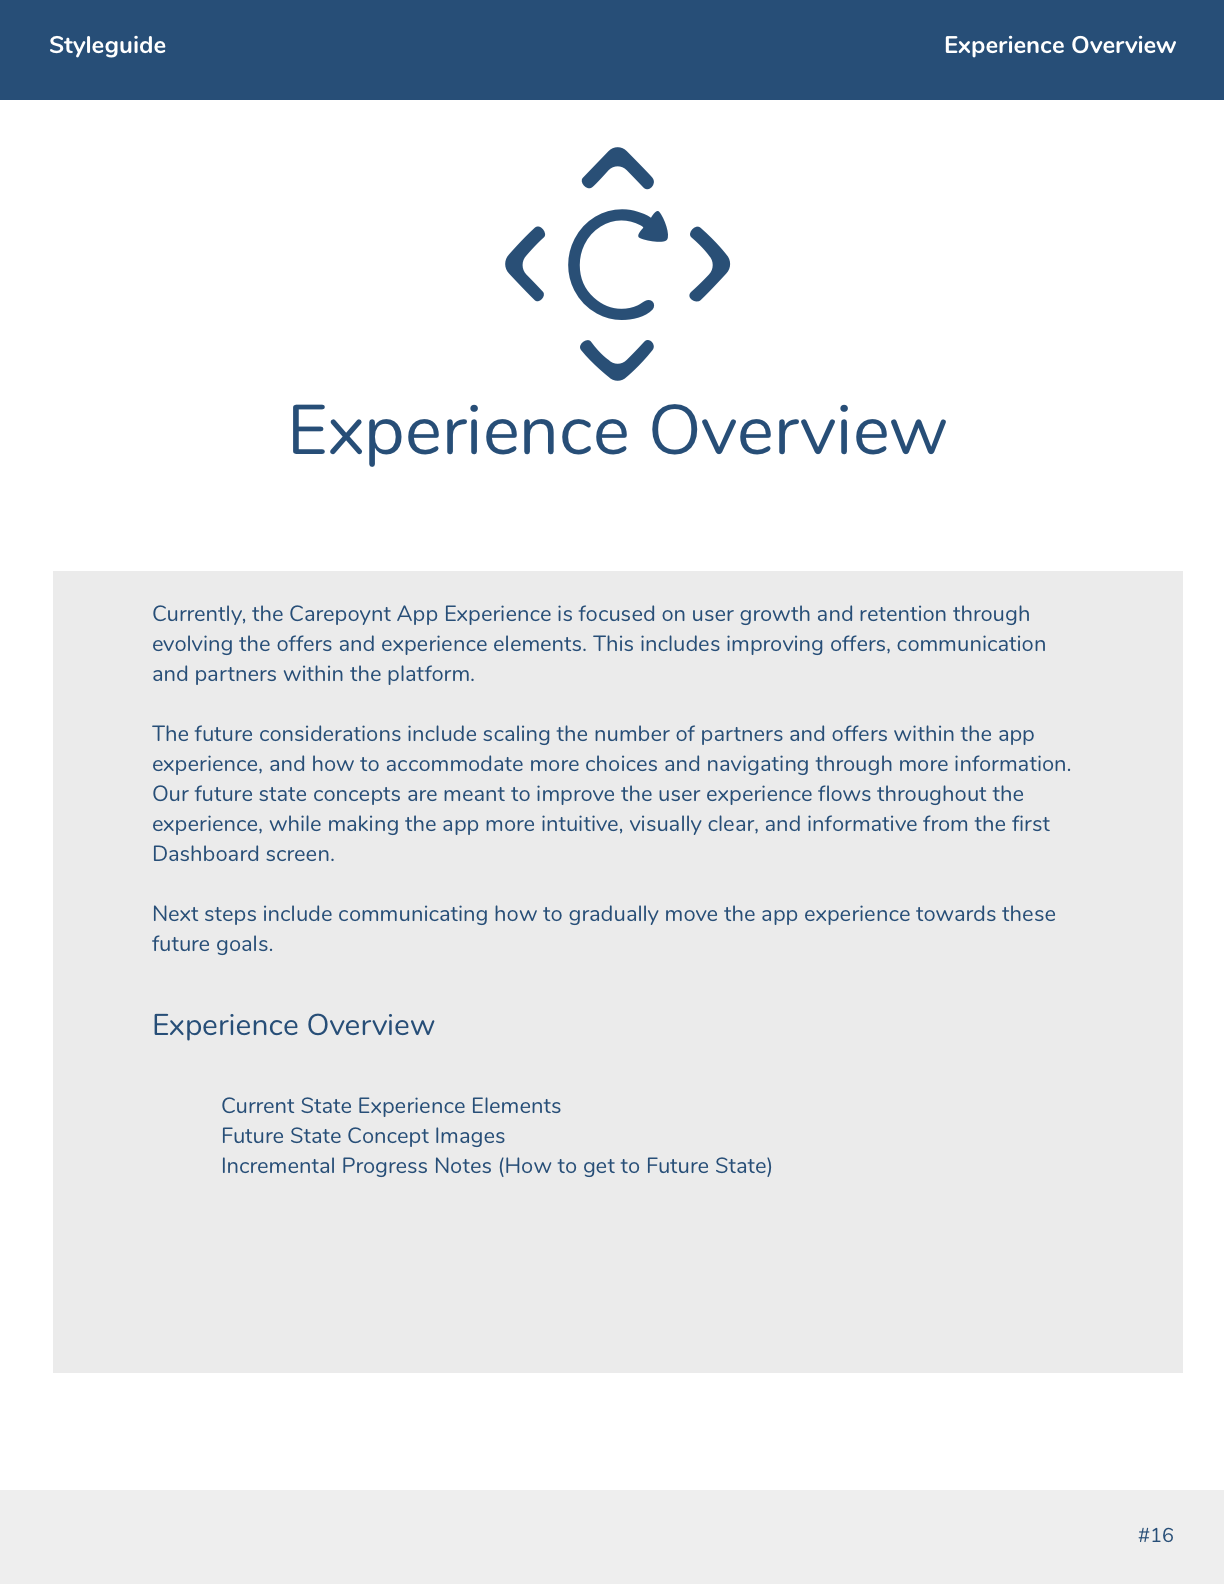 Styleguide
Experience Overview
Experience Overview
Currently, the Carepoynt App Experience is focused on user growth and retention through
evolving the offers and experience elements. This includes improving offers, communication
and partners within the platform.
The future considerations include scaling the number of partners and offers within the app
experience, and how to accommodate more choices and navigating through more information.
Our future state concepts are meant to improve the user experience flows throughout the
experience, while making the app more intuitive, visually clear, and informative from the first
Dashboard screen.
Next steps include communicating how to gradually move the app experience towards these
future goals.
Experience Overview
Current State Experience Elements
Future State Concept Images
Incremental Progress Notes (How to get to Future State)
#16